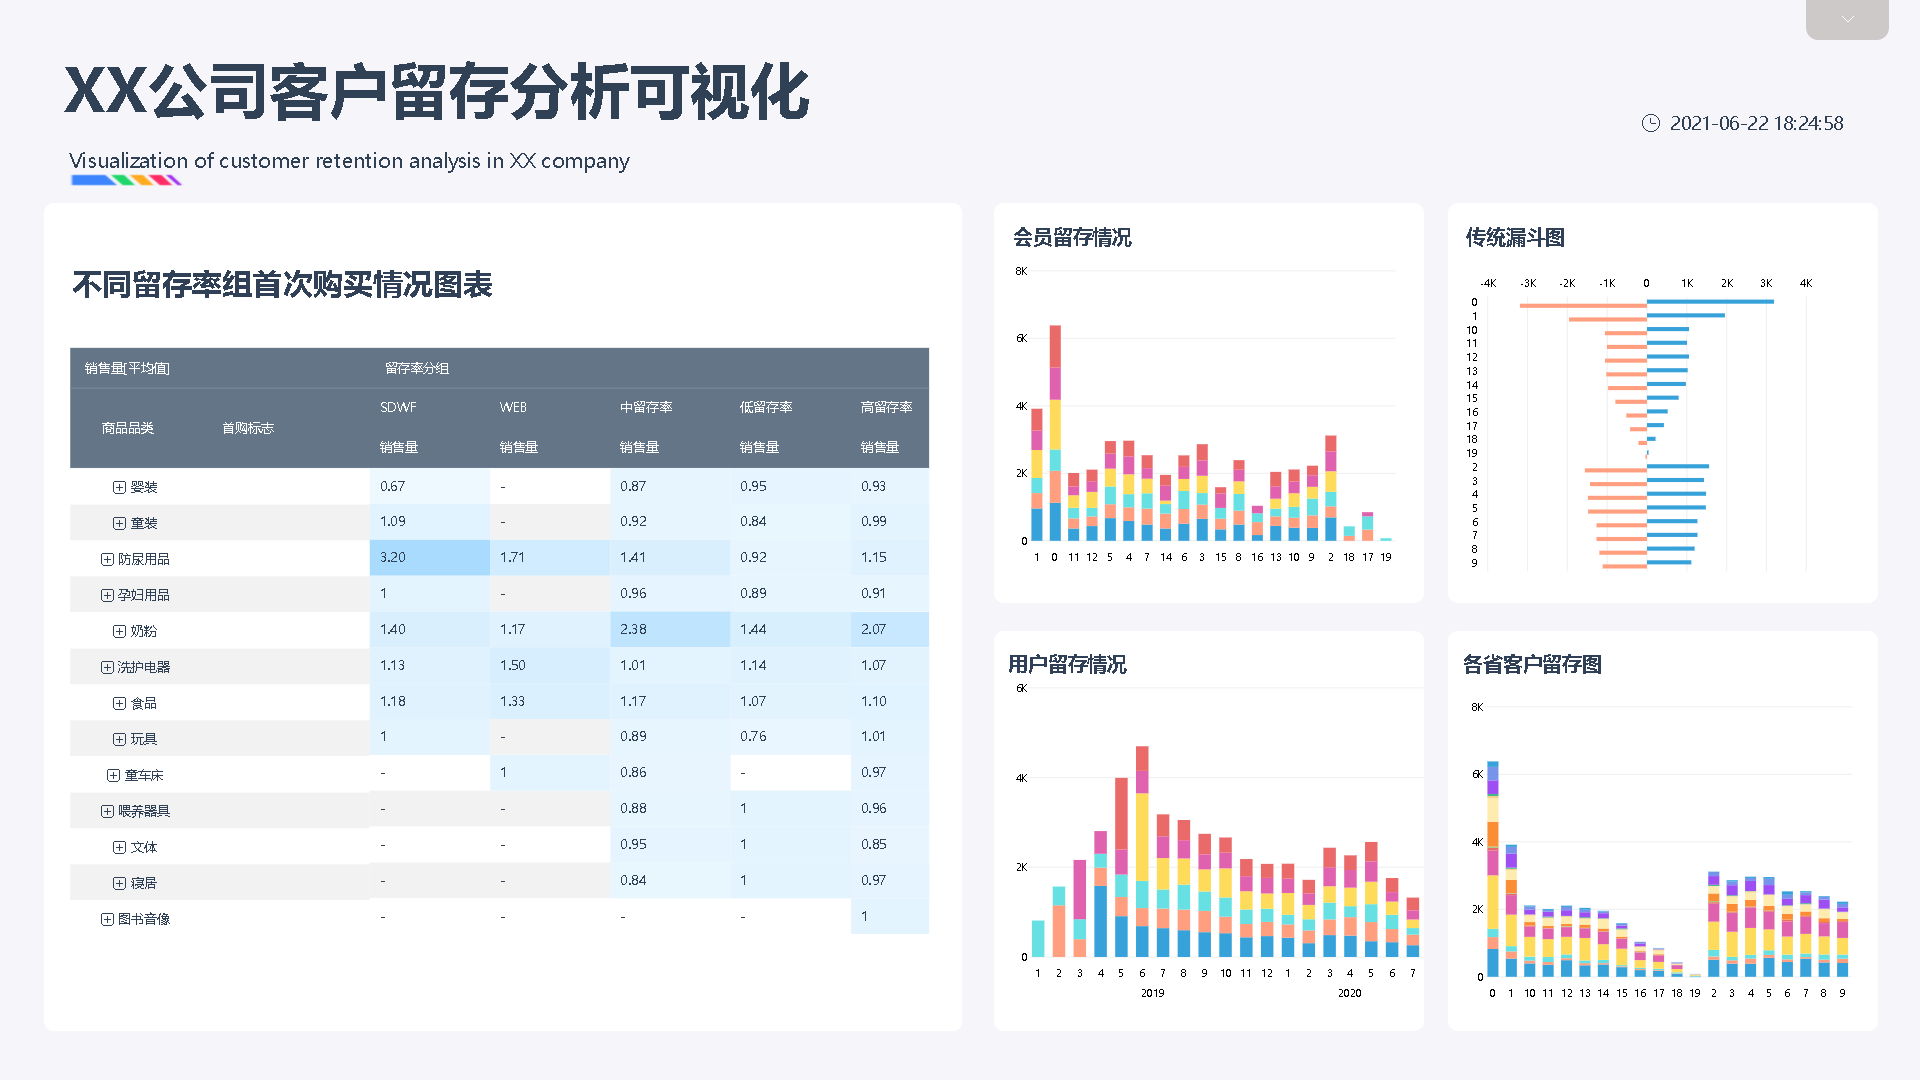 XX公司客户留存分析可视化
2021-06-22 18:24:58
Visualization of customer retention analysis in XX company
不同留存率组首次购买情况图表
销售量[平均值] 留存率分组
商品品类 首购标志 SDWF WEB 中留存率 低留存率 高留存率
销售量 销售量 销售量 销售量 销售量
婴装 0.67 - 0.87 0.95 0.93
童装 1.09 - 0.92 0.84 0.99
防尿用品 3.20 1.71 1.41 0.92 1.15
孕妇用品 1 - 0.96 0.89 0.91
奶粉 1.40 1.17 2.38 1.44 2.07
洗护电器 1.13 1.50 1.01 1.14 1.07
食品 1.18 1.33 1.17 1.07 1.10
玩具 1 - 0.89 0.76 1.01
童车床 - 1 0.86 - 0.97
喂养器具 - - 0.88 1 0.96
文体 - - 0.95 1 0.85
寝居 - - 0.84 1 0.97
图书音像 - - - - 1
会员留存情况
8K
6K
4K
2K
0
1 0 11 12 5 4 7 14 6 3 15 8 16 13 10 9 2 18 17 19
传统漏斗图
-4K -3K -2K -1K 0 1K 2K 3K 4K
0
1
10
11
12
13
14
15
16
17
18
19
2
3
4
5
6
7
8
9
用户留存情况
6K
4K
2K
0
1 2 3 4 5 6 7 8 9 10 11 12 1 2 3 4 5 6 7
2019 2020
各省客户留存图
8K
6K
4K
2K
0
0 1 10 11 12 13 14 15 16 17 18 19 2 3 4 5 6 7 8 9